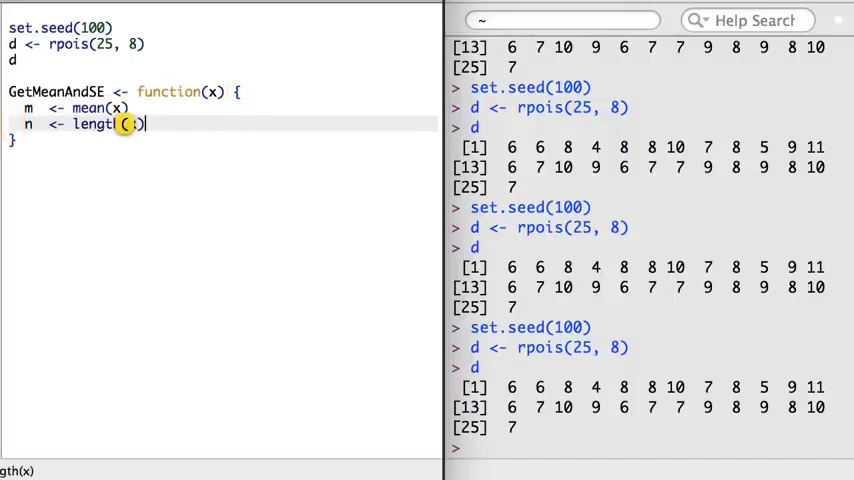 set.seed(100)
d <- rpois(25, 8)
d
GetMeanAndSE <- function(x) {
m <- mean(x)
n <- length(x)
}
gth(x)
~
Help Search
[13] 6 7 10 9 6 7 7 9 8 9 8 10
[25] 7
> set.seed(100)
> d <- rpois(25, 8)
> d
[1] 6 6 8 4 8 8 10 7 8 5 9 11
[13] 6 7 10 9 6 7 7 9 8 9 8 10
[25] 7
> set.seed(100)
> d <- rpois(25, 8)
> d
[1] 6 6 8 4 8 8 10 7 8 5 9 11
[13] 6 7 10 9 6 7 7 9 8 9 8 10
[25] 7
> set.seed(100)
> d <- rpois(25, 8)
> d
[1] 6 6 8 4 8 8 10 7 8 5 9 11
[13] 6 7 10 9 6 7 7 9 8 9 8 10
[25] 7
>